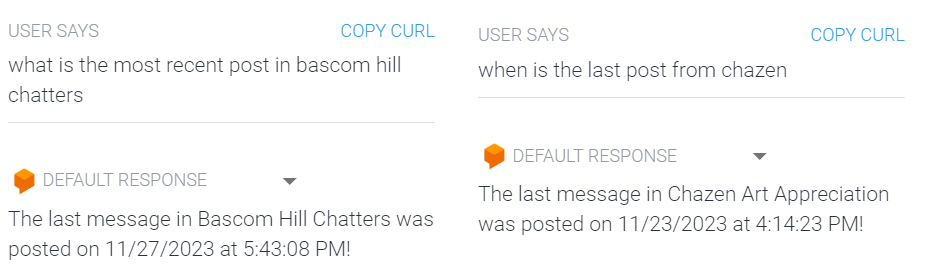 USER SAYS COPY CURL
what is the most recent post in bascom hill
chatters
DEFAULT RESPONSE
The last message in Bascom Hill Chatters was
posted on 11/27/2023 at 5:43:08 PM!
USER SAYS COPY CURL
when is the last post from chazen
DEFAULT RESPONSE
The last message in Chazen Art Appreciation
was posted on 11/23/2023 at 4:14:23 PM!